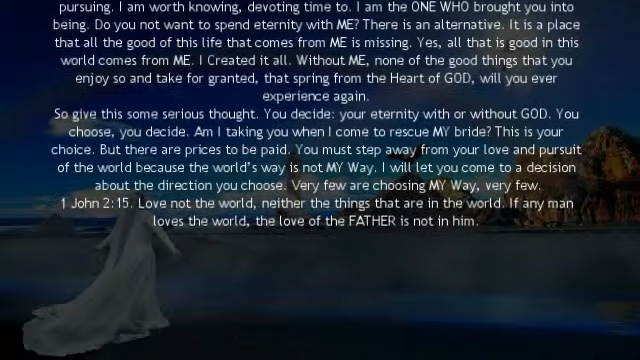 pursuing. I am worth knowing, devoting time to. I am the ONE WHO brought you into
being. Do you not want to spend eternity with ME? There is an alternative. It is a place
that all the good of this life that comes from ME is missing. Yes, all that is good in this
world comes from ME. I Created it all. Without ME, none of the good things that you
enjoy so and take for granted, that spring from the Heart of GOD, will you ever
experience again.
So give this some serious thought. You decide: your eternity with or without GOD. You
choose, you decide. Am I taking you when I come to rescue MY bride? This is your
choice. But there are prices to be paid. You must step away from your love and pursuit
of the world because the world's way is not MY Way. I will let you come to a decision
about the direction you choose. Very few are choosing MY Way, very few.
1 John 2:15. Love not the world, neither the things that are in the world. If any man
loves the world, the love of the FATHER is not in him.